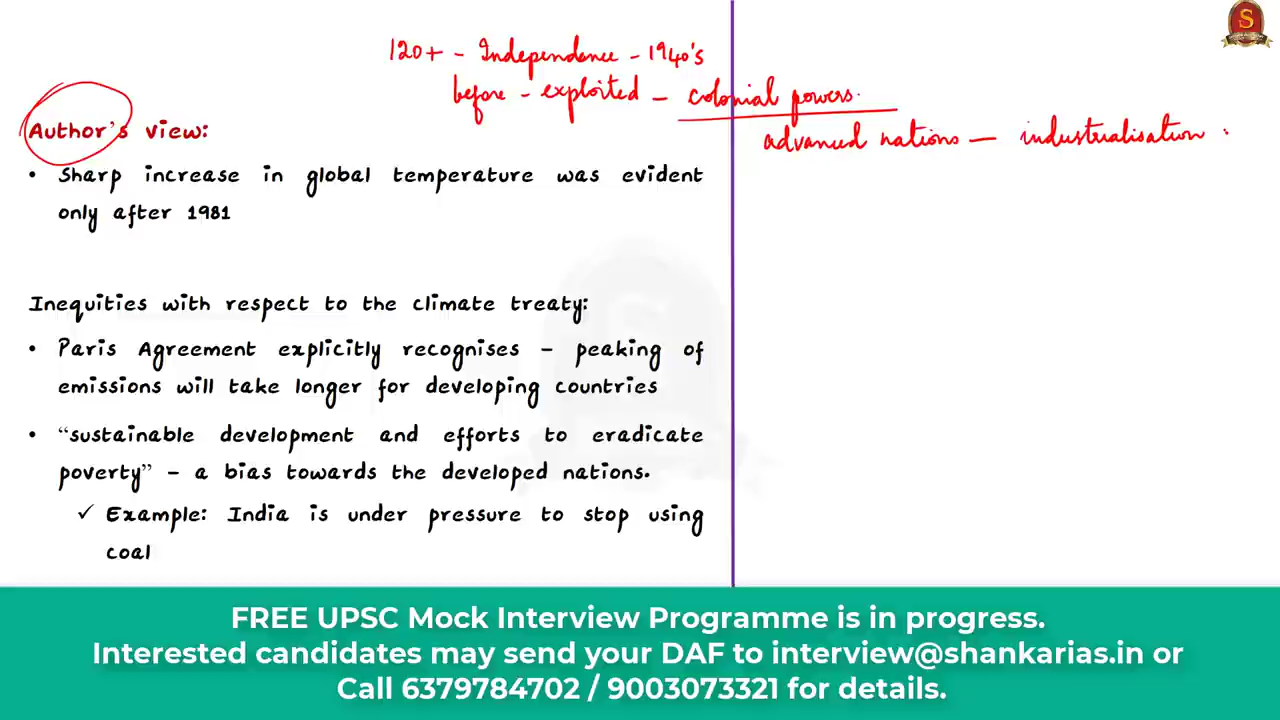 120+ - Independence - 1940's
before - exploited - colonial powers.
advanced nations - industrialisation.
Author's view:
• Sharp increase in global temperature was evident
only after 1981
Inequities with respect to the climate treaty:
• Paris Agreement explicitly recognises – peaking of
emissions will take longer for developing countries
• “sustainable development and efforts to eradicate
poverty” – a bias towards the developed nations.
✓ Example: India is under pressure to stop using
coal
FREE UPSC Mock Interview Programme is in progress.
Interested candidates may send your DAF to interview@shankarias.in or
Call 6379784702 / 9003073321 for details.